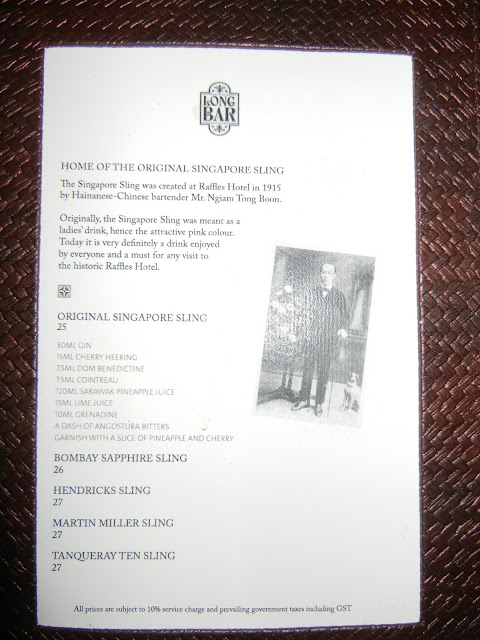 LONG
BAR
HOME OF THE ORIGINAL SINGAPORE SLING
The Singapore Sling was created at Raffles Hotel in 1915
by Hainanese-Chinese bartender Mr. Ngiam Tong Boon.
Originally, the Singapore Sling was meant as a
ladies' drink, hence the attractive pink colour.
Today it is very definitely a drink enjoyed
by everyone and a must for any visit to
the historic Raffles Hotel.
ORIGINAL SINGAPORE SLING
25
30ML GIN
15ML CHERRY HEERING
7.5ML DOM BENEDICTINE
7.5ML COINTREAU
120ML SARAWAK PINEAPPLE JUICE
15ML LIME JUICE
10ML GRENADINE
A DASH OF ANGOSTURA BITTERS
GARNISH WITH A SLICE OF PINEAPPLE AND CHERRY
BOMBAY SAPPHIRE SLING
26
HENDRICKS SLING
27
MARTIN MILLER SLING
27
TANQUERAY TEN SLING
27
All prices are subject to 10% service charge and prevailing government taxes including GST